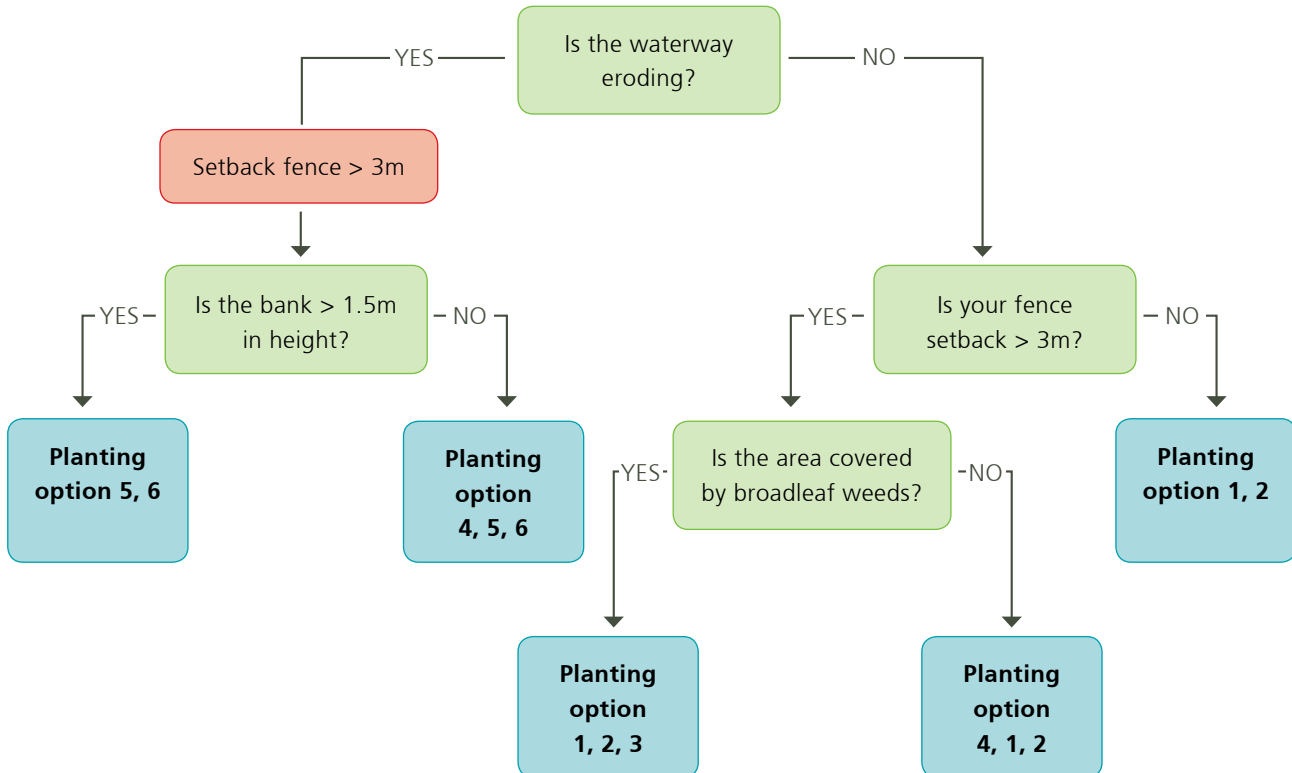 Is the waterway
eroding?
YES
NO
Setback fence > 3m
Is the bank > 1.5m
in height?
YES
NO
Is your fence
setback > 3m?
YES
NO
Planting
option 5, 6
Planting
option
4, 5, 6
Is the area covered
by broadleaf weeds?
YES
NO
Planting
option 1, 2
Planting
option
1, 2, 3
Planting
option
4, 1, 2